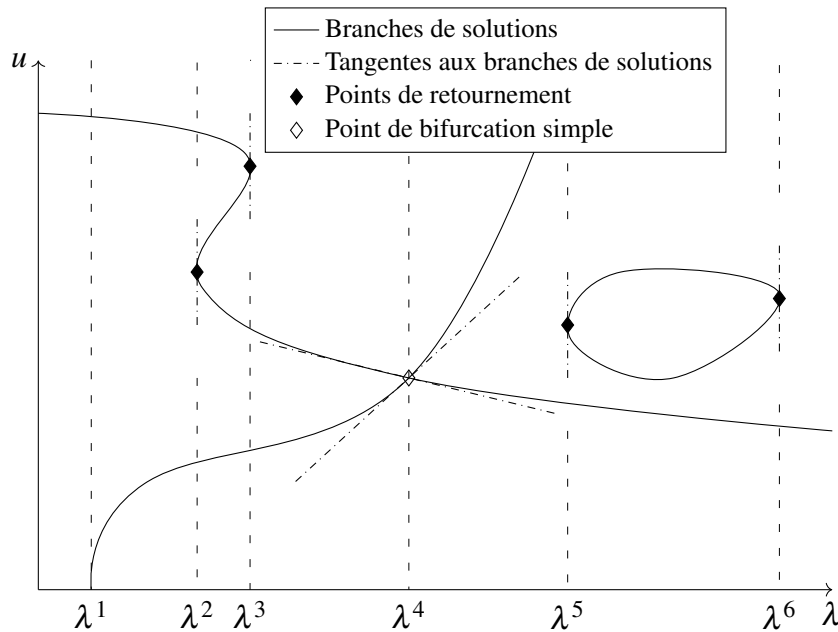 Branches de solutions
Tangentes aux branches de solutions
Points de retournement
Point de bifurcation simple
u
λ¹ λ² λ³ λ⁴ λ⁵ λ⁶ λ